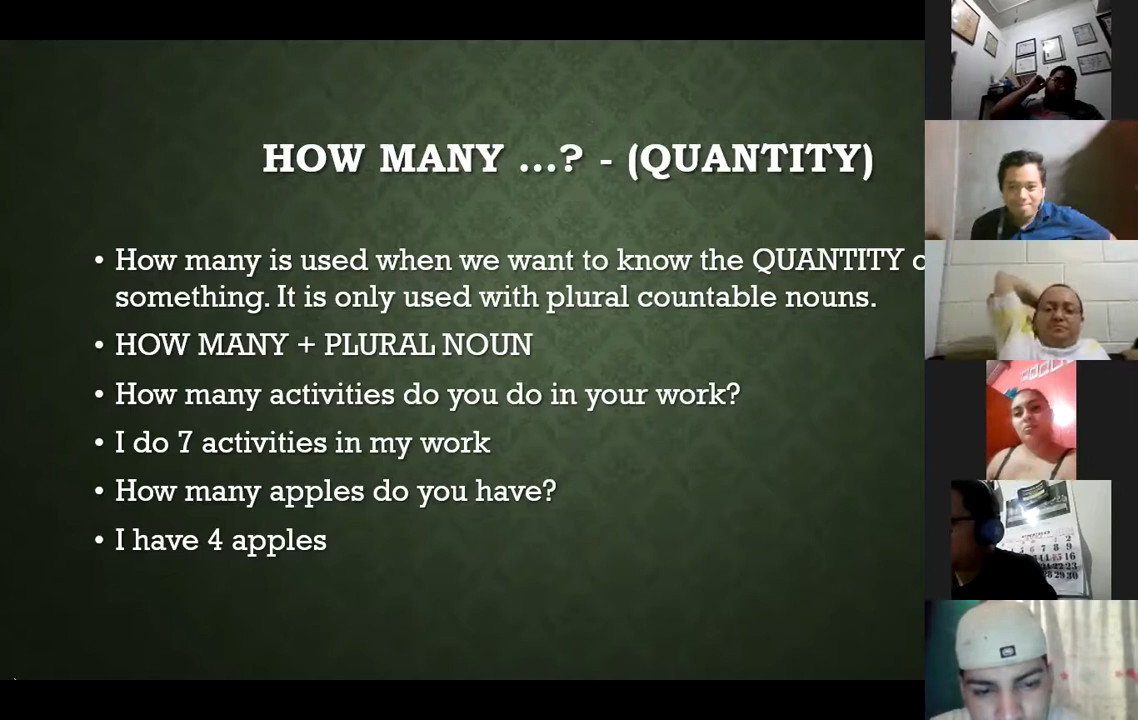 HOW MANY ...? - (QUANTITY)
• How many is used when we want to know the QUANTITY
something. It is only used with plural countable nouns.
• HOW MANY + PLURAL NOUN
• How many activities do you do in your work?
• I do 7 activities in my work
• How many apples do you have?
• I have 4 apples